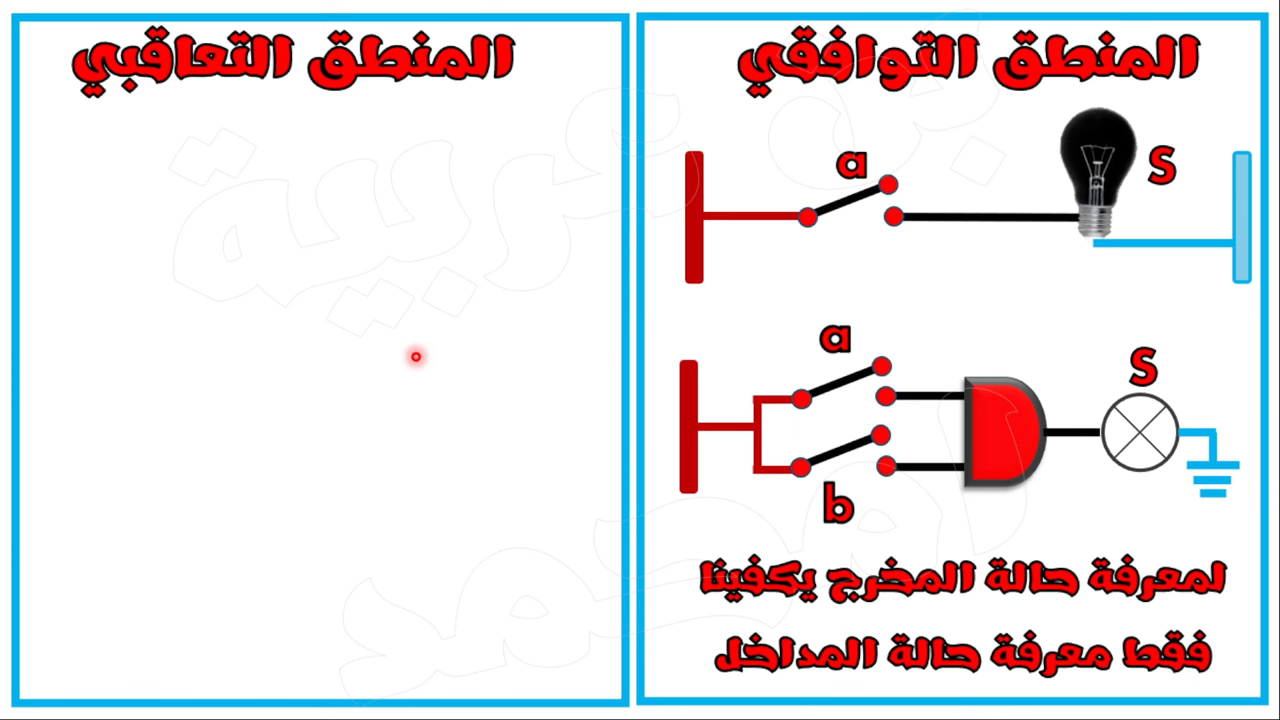 المنطق التوافقي
a
S
a
S
b
لمعرفة حالة المخرج يكفينا
فقط معرفة حالة المداخل
المنطق التعاقبي